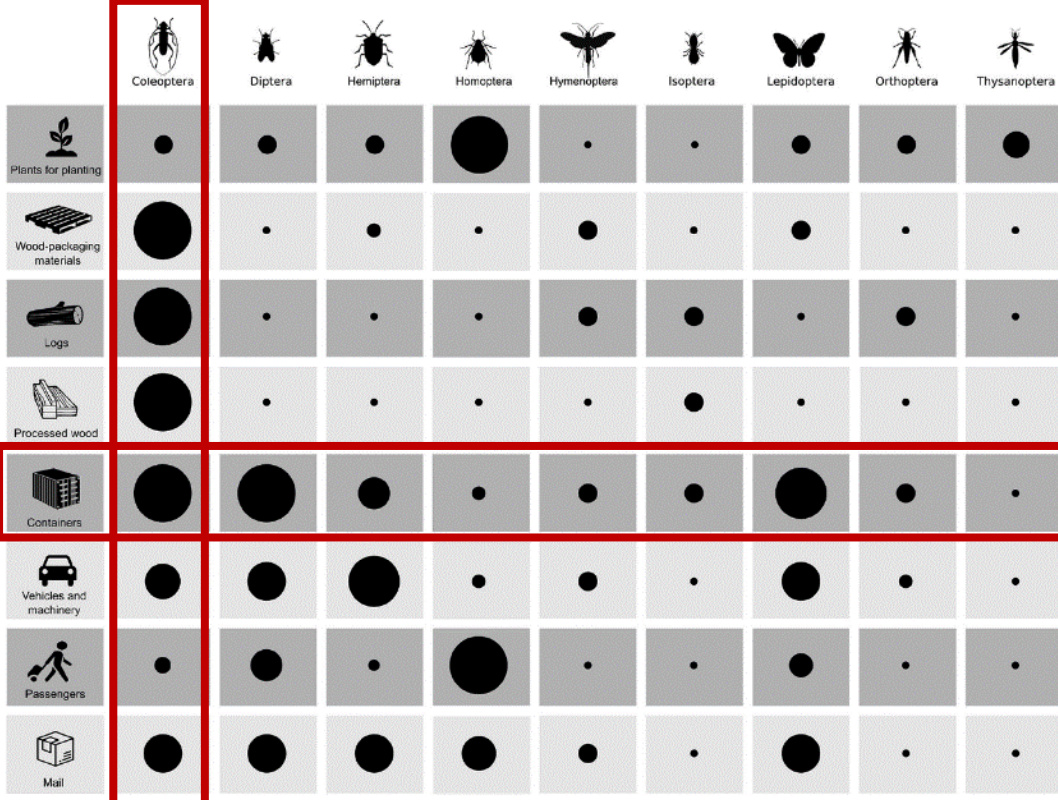 Coleoptera
Diptera
Hemiptera
Homoptera
Hymenoptera
Isoptera
Lepidoptera
Orthoptera
Thysanoptera
Plants for planting
Wood-packaging
materials
Logs
Processed wood
Containers
Vehicles and
machinery
Passengers
Mail